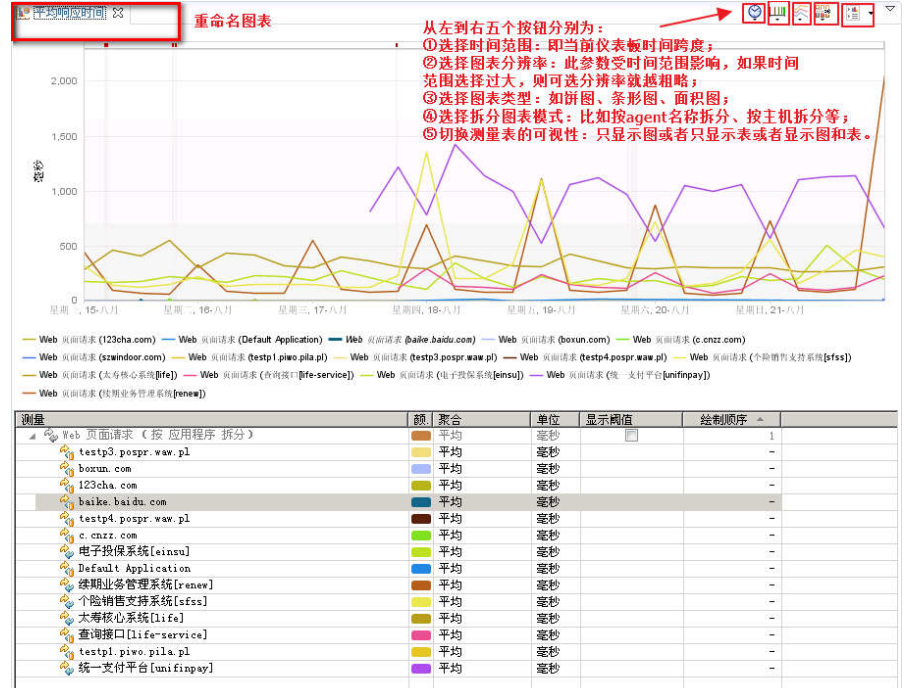 平均响应时间
重命名图表
从左到右五个按钮分别为：
①选择时间范围：即当前仪表板时间跨度；
②选择图表分辨率：此参数受时间范围影响，如果时间
范围选择过大，则可选分辨率就越粗略；
③选择图表类型：如饼图、条形图、面积图；
④选择拆分图表模式：比如按agent名称拆分、按主机拆分等；
⑤切换测量表的可视性：只显示图或者只显示表或者显示图和表。
2,000
1,500
1,000
500
0
毫秒
星期一, 15-八月 星期二, 16-八月 星期三, 17-八月 星期四, 18-八月 星期五, 19-八月 星期六, 20-八月 星期日, 21-八月
Web 页面请求 (123cha.com) Web 页面请求 (Default Application) Web 页面请求 (baike.baidu.com) Web 页面请求 (boxun.com) Web 页面请求 (c.cnzz.com)
Web 页面请求 (szwindoor.com) Web 页面请求 (testp1.piwo.pila.pl) Web 页面请求 (testp3.pospr.waw.pl) Web 页面请求 (testp4.pospr.waw.pl) Web 页面请求 (个险销售支持系统[sfss])
Web 页面请求 (太寿核心系统[life]) Web 页面请求 (查询接口[life-service]) Web 页面请求 (电子投保系统[einsu]) Web 页面请求 (统一支付平台[unifinpay])
Web 页面请求 (续期业务管理系统[renew])
测量 颜. 聚合 单位 显示阈值 绘制顺序
Web 页面请求 （按 应用程序 拆分） 平均 毫秒 1
testp3.pospr.waw.pl 平均 毫秒 -
boxun.com 平均 毫秒 -
123cha.com 平均 毫秒 -
baike.baidu.com 平均 毫秒 -
testp4.pospr.waw.pl 平均 毫秒 -
c.cnzz.com 平均 毫秒 -
电子投保系统[einsu] 平均 毫秒 -
Default Application 平均 毫秒 -
续期业务管理系统[renew] 平均 毫秒 -
个险销售支持系统[sfss] 平均 毫秒 -
太寿核心系统[life] 平均 毫秒 -
查询接口[life-service] 平均 毫秒 -
testp1.piwo.pila.pl 平均 毫秒 -
统一支付平台[unifinpay] 平均 毫秒 -